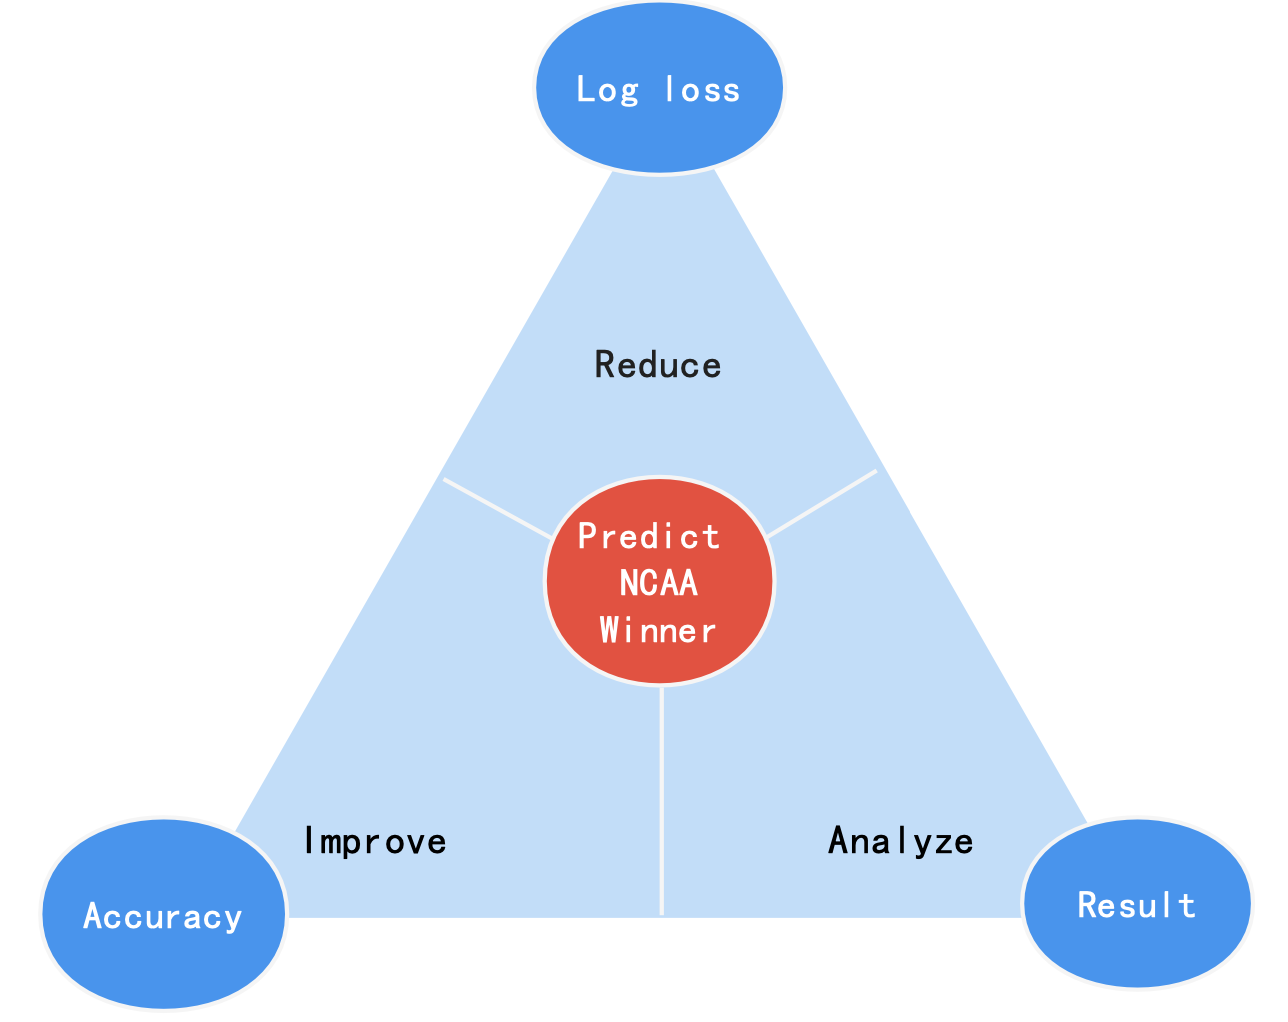 Log loss
Reduce
Predict
NCAA
Winner
Improve
Analyze
Accuracy
Result